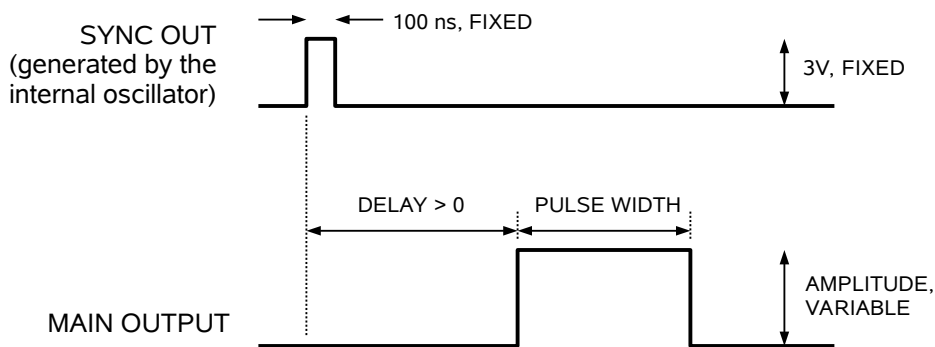 100 ns, FIXED
SYNC OUT
(generated by the
internal oscillator)
3V, FIXED
DELAY > 0
PULSE WIDTH
AMPLITUDE,
VARIABLE
MAIN OUTPUT